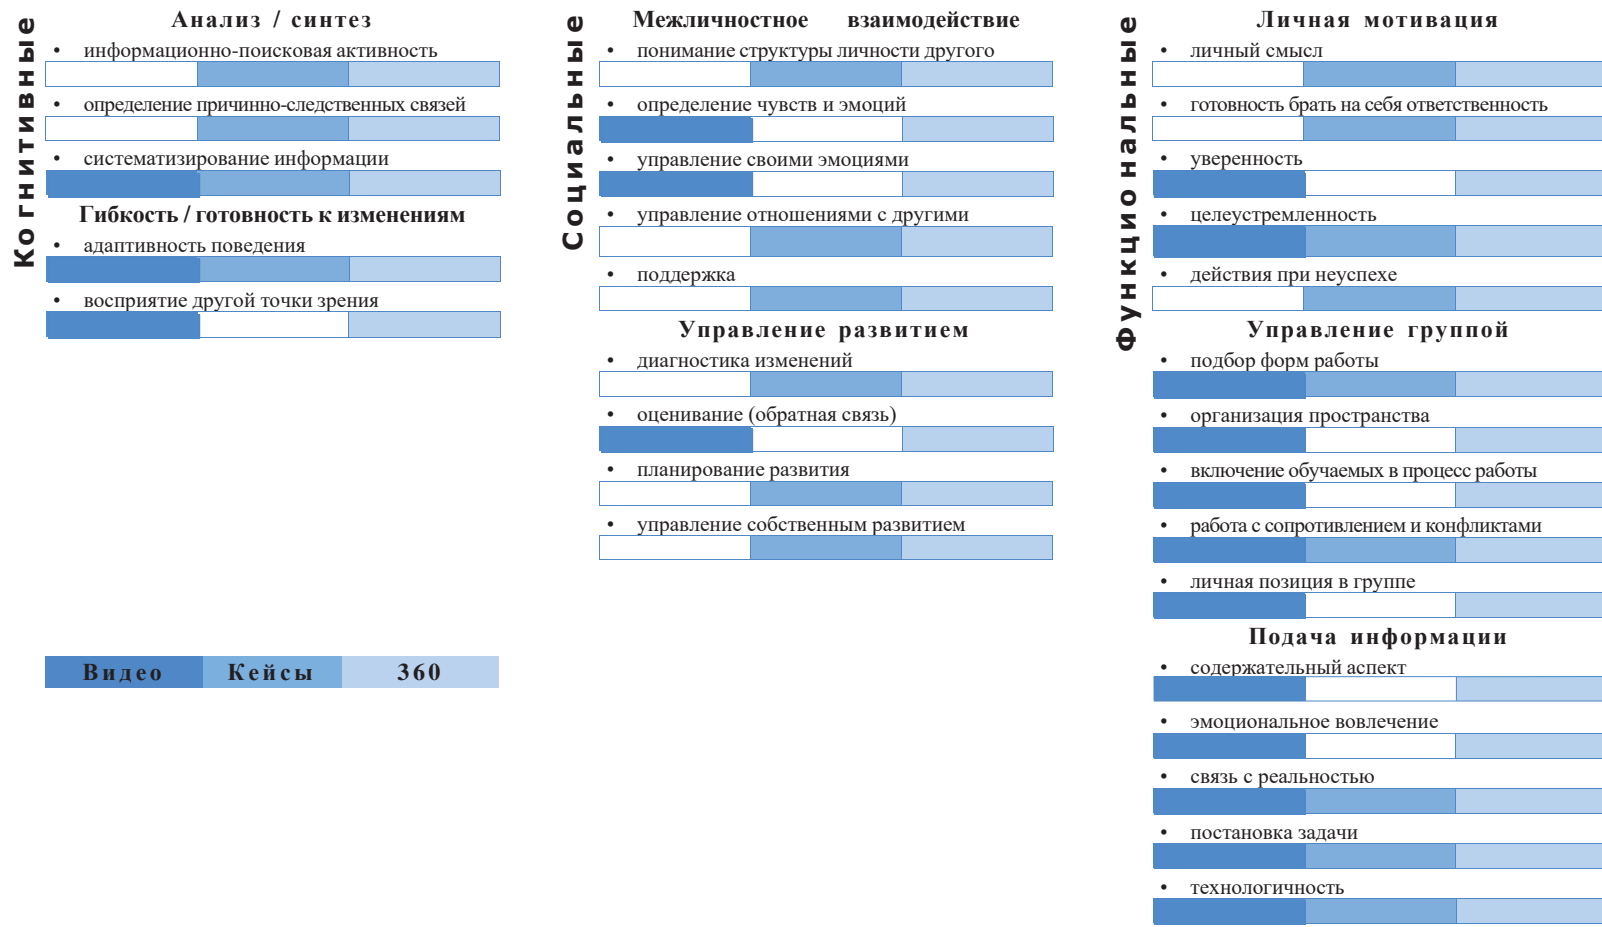 Когнитивные
Анализ / синтез
• информационно-поисковая активность
• определение причинно-следственных связей
• систематизирование информации
Гибкость / готовность к изменениям
• адаптивность поведения
• восприятие другой точки зрения
Видео Кейсы 360
Социальные
Межличностное взаимодействие
• понимание структуры личности другого
• определение чувств и эмоций
• управление своими эмоциями
• управление отношениями с другими
• поддержка
Управление развитием
• диагностика изменений
• оценивание (обратная связь)
• планирование развития
• управление собственным развитием
Функциональные
Личная мотивация
• личный смысл
• готовность брать на себя ответственность
• уверенность
• целеустремленность
• действия при неуспехе
Управление группой
• подбор форм работы
• организация пространства
• включение обучаемых в процесс работы
• работа с сопротивлением и конфликтами
• личная позиция в группе
Подача информации
• содержательный аспект
• эмоциональное вовлечение
• связь с реальностью
• постановка задачи
• технологичность